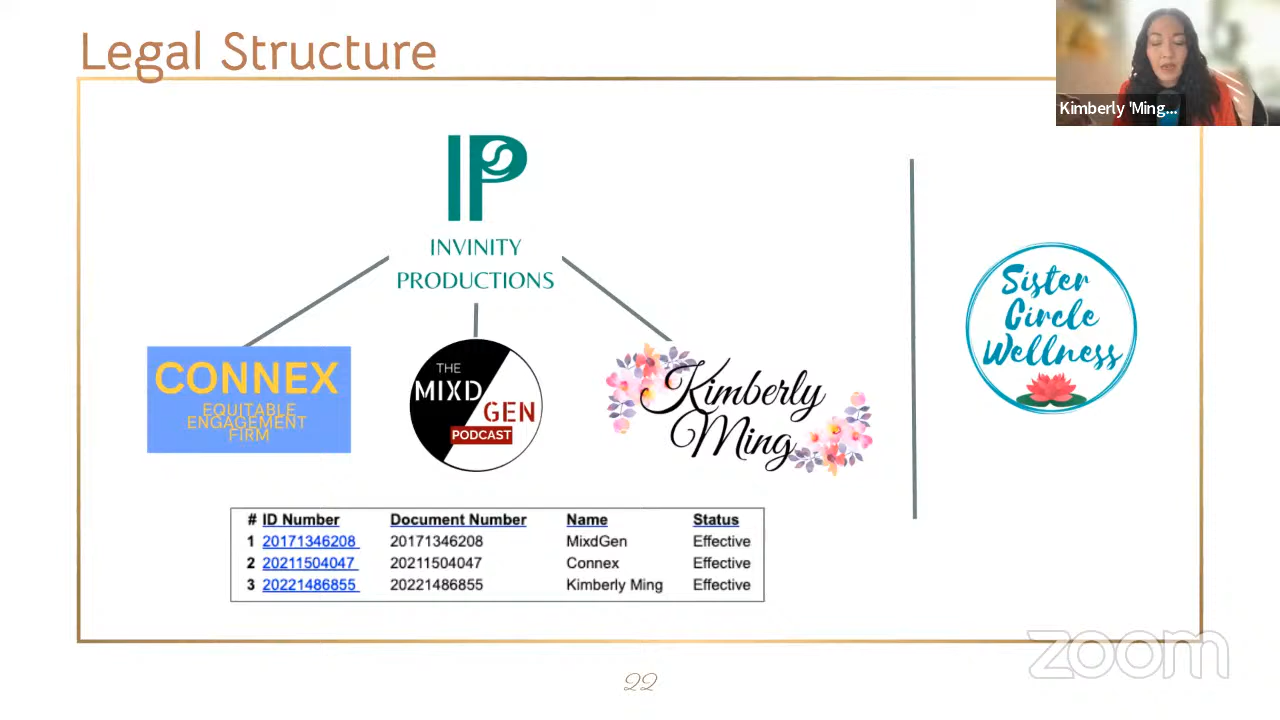 Legal Structure
Kimberly 'Ming...
IP
INVINITY
PRODUCTIONS
CONNEX
EQUITABLE
ENGAGEMENT
FIRM
THE
MIXD
GEN
PODCAST
Kimberly
Ming
Sister
Circle
Wellness
# ID Number Document Number Name Status
1 20171346208 20171346208 MixdGen Effective
2 20211504047 20211504047 Connex Effective
3 20221486855 20221486855 Kimberly Ming Effective
zoom
22